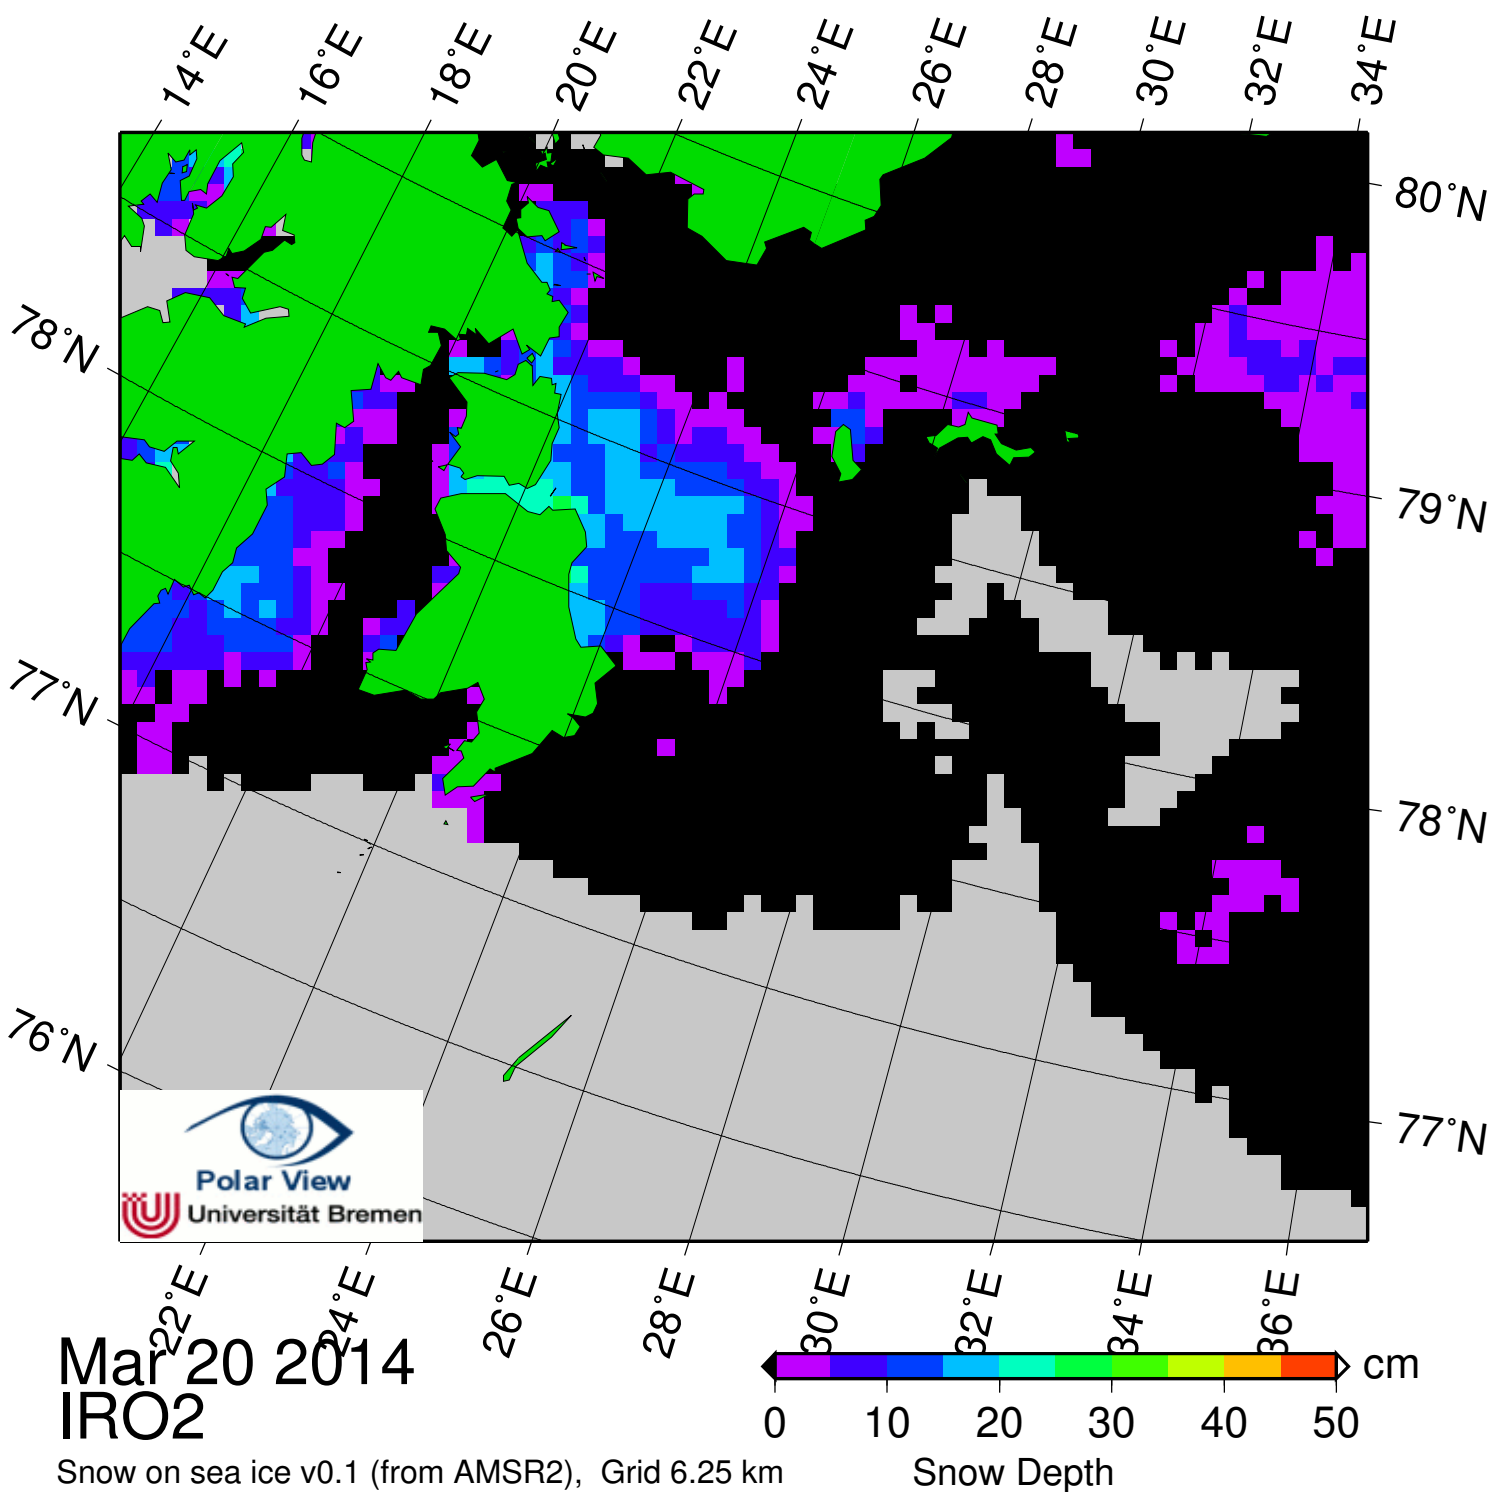 14°E 16°E 18°E 20°E 22°E 24°E 26°E 28°E 30°E 32°E 34°E
80°N
78°N
79°N
77°N
78°N
76°N
77°N
Polar View
Universität Bremen
22°E 24°E 26°E 28°E 30°E 32°E 34°E 36°E
Mar 20 2014
cm
IRO2
0 10 20 30 40 50
Snow on sea ice v0.1 (from AMSR2), Grid 6.25 km
Snow Depth